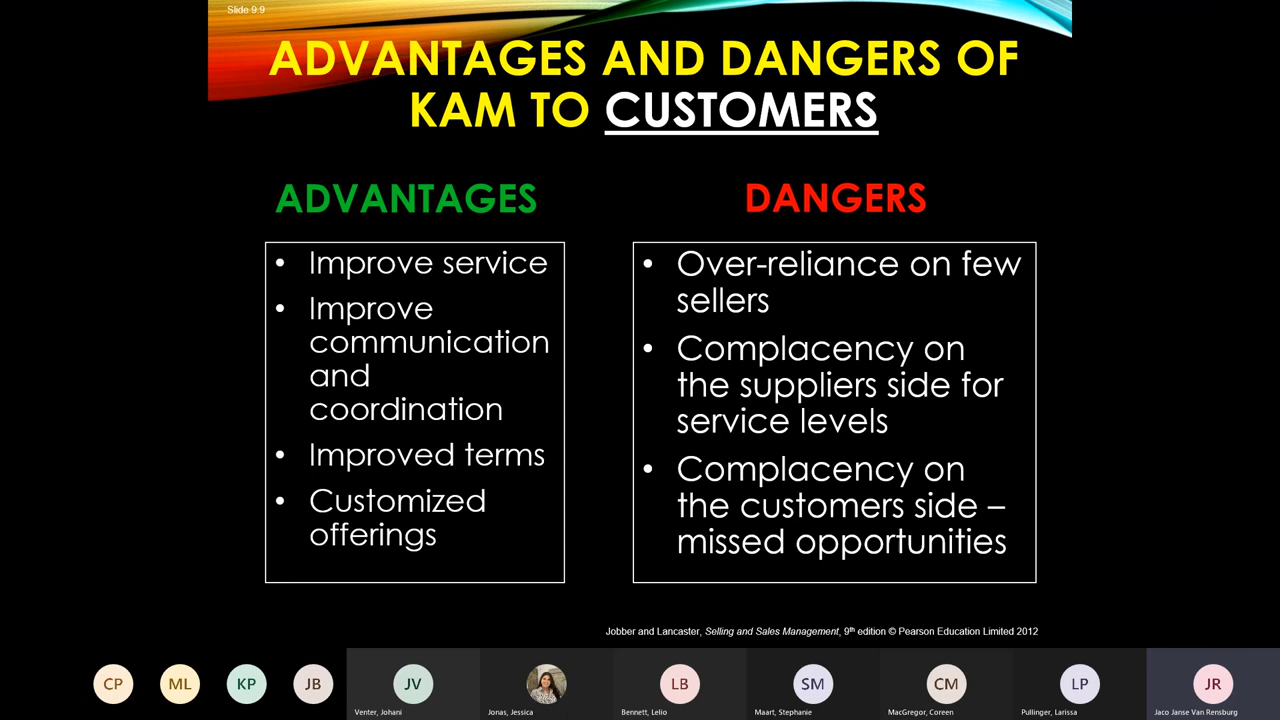 Slide 9.9
ADVANTAGES AND DANGERS OF
KAM TO CUSTOMERS
ADVANTAGES
• Improve service
• Improve
communication
and
coordination
• Improved terms
• Customized
offerings
DANGERS
• Over-reliance on few
sellers
• Complacency on
the suppliers side for
service levels
• Complacency on
the customers side –
missed opportunities
Jobber and Lancaster, Selling and Sales Management, 9th edition © Pearson Education Limited 2012
CP
ML
KP
JB
JV
Venter, Johani
Jonas, Jessica
LB
Bennett, Lelio
SM
Maart, Stephanie
CM
MacGregor, Coreen
LP
Pullinger, Larissa
JR
Jaco Janse Van Rensburg